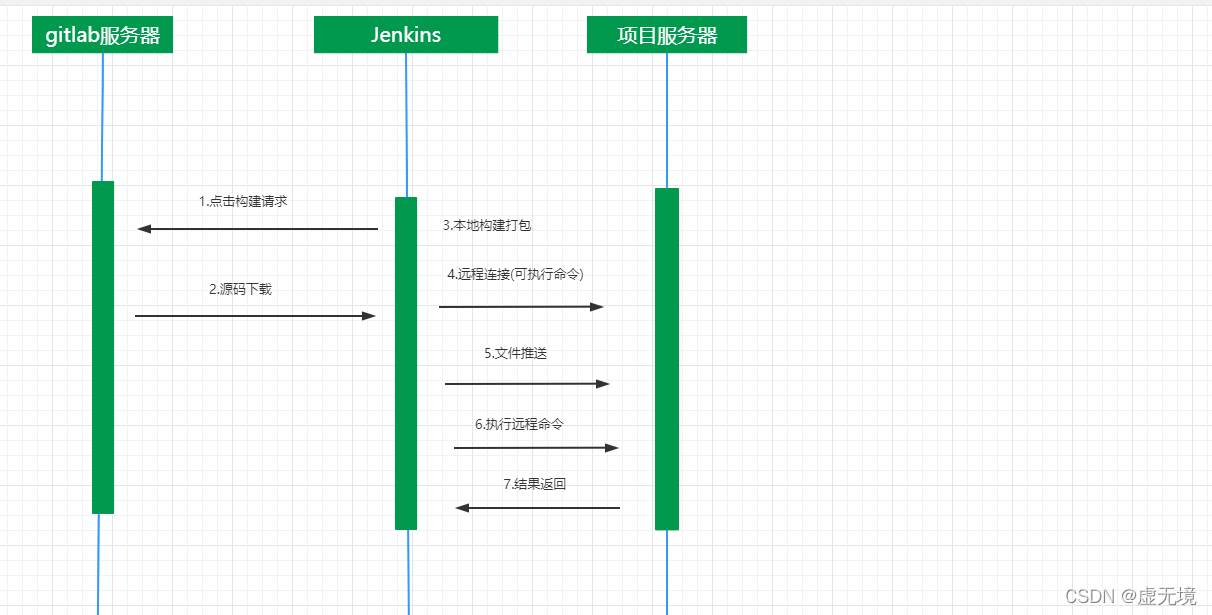 gitlab服务器
Jenkins
项目服务器
1.点击构建请求
3.本地构建打包
4.远程连接(可执行命令)
2.源码下载
5.文件推送
6.执行远程命令
7.结果返回
CSDN @虚无境